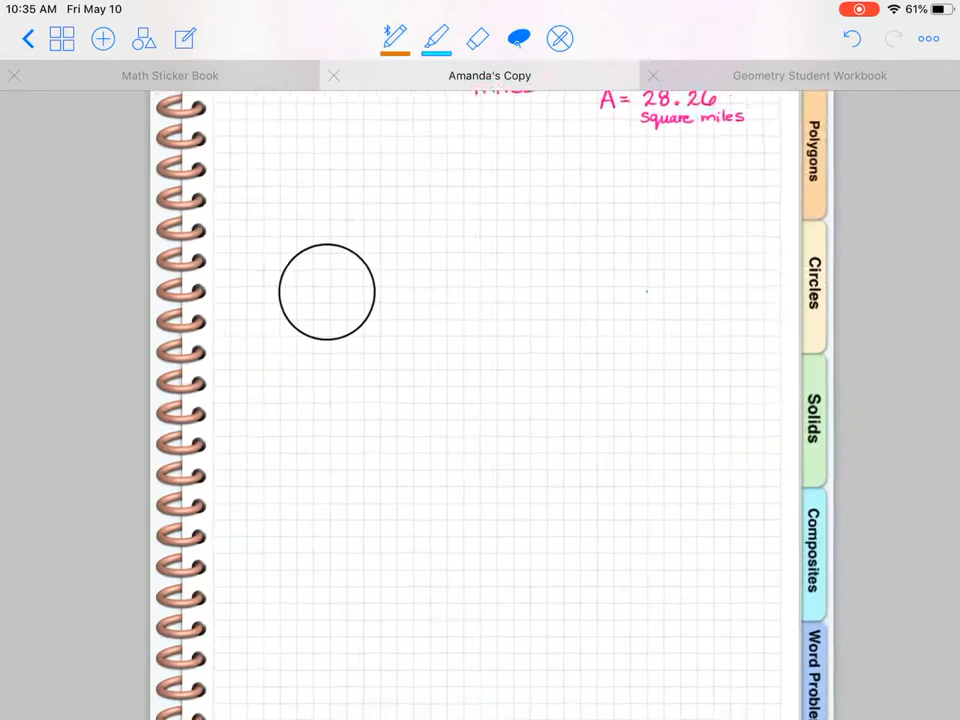 10:35 AM Fri May 10
61%
Math Sticker Book
Amanda's Copy
Geometry Student Workbook
A = 28.26
square miles
Polygons
Circles
Solids
Composites
Word Proble